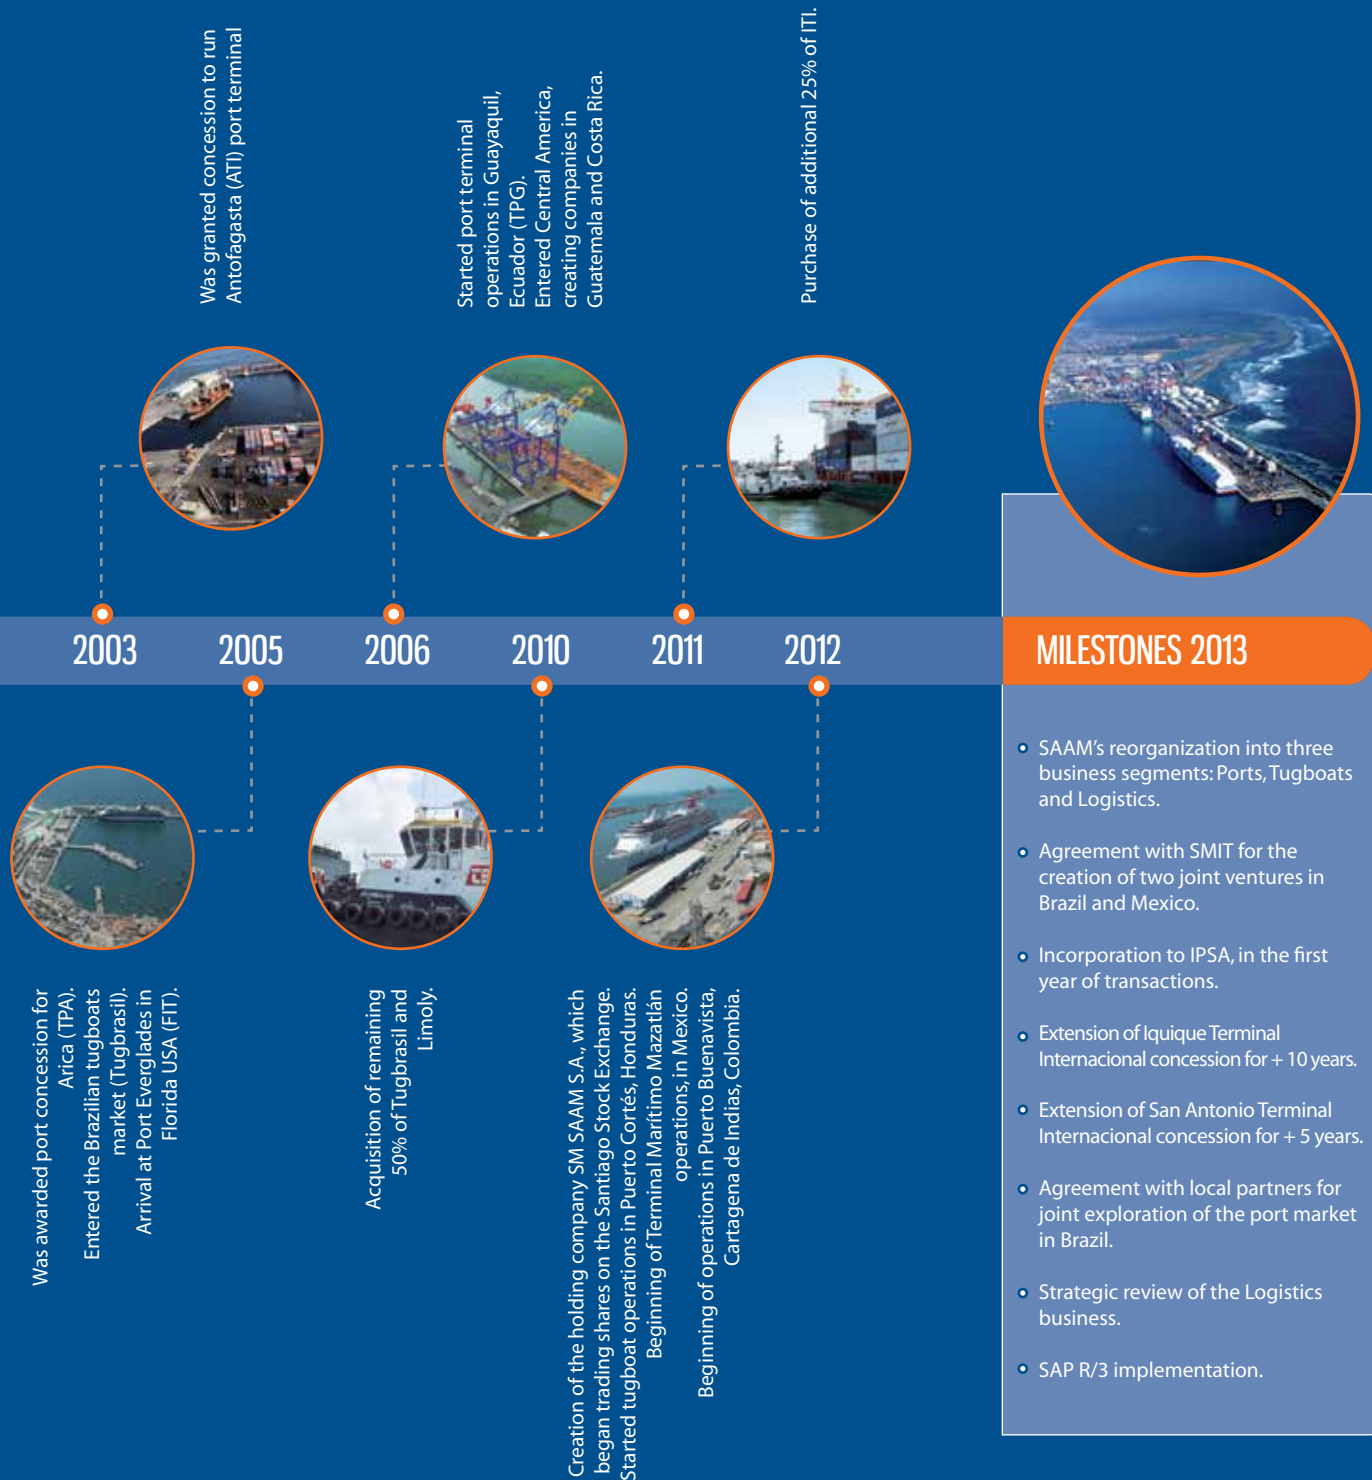 Was granted concession to run
Antofagasta (ATI) port terminal
Started port terminal
operations in Guayaquil,
Ecuador (TPG).
Entered Central America,
creating companies in
Guatemala and Costa Rica.
Purchase of additional 25% of ITI.
2003
2005
2006
2010
2011
2012
Was awarded port concession for
Arica (TPA).
Entered the Brazilian tugboats
market (Tugbrasil).
Arrival at Port Everglades in
Florida USA (FIT).
Acquisition of remaining
50% of Tugbrasil and
Limoly.
Creation of the holding company SM SAAM S.A., which
began trading shares on the Santiago Stock Exchange.
Started tugboat operations in Puerto Cortés, Honduras.
Beginning of Terminal Marítimo Mazatlán
operations, in Mexico.
Beginning of operations in Puerto Buenavista,
Cartagena de Indias, Colombia.
MILESTONES 2013
SAAM's reorganization into three
business segments: Ports, Tugboats
and Logistics.
Agreement with SMIT for the
creation of two joint ventures in
Brazil and Mexico.
Incorporation to IPSA, in the first
year of transactions.
Extension of Iquique Terminal
Internacional concession for + 10 years.
Extension of San Antonio Terminal
Internacional concession for + 5 years.
Agreement with local partners for
joint exploration of the port market
in Brazil.
Strategic review of the Logistics
business.
SAP R/3 implementation.